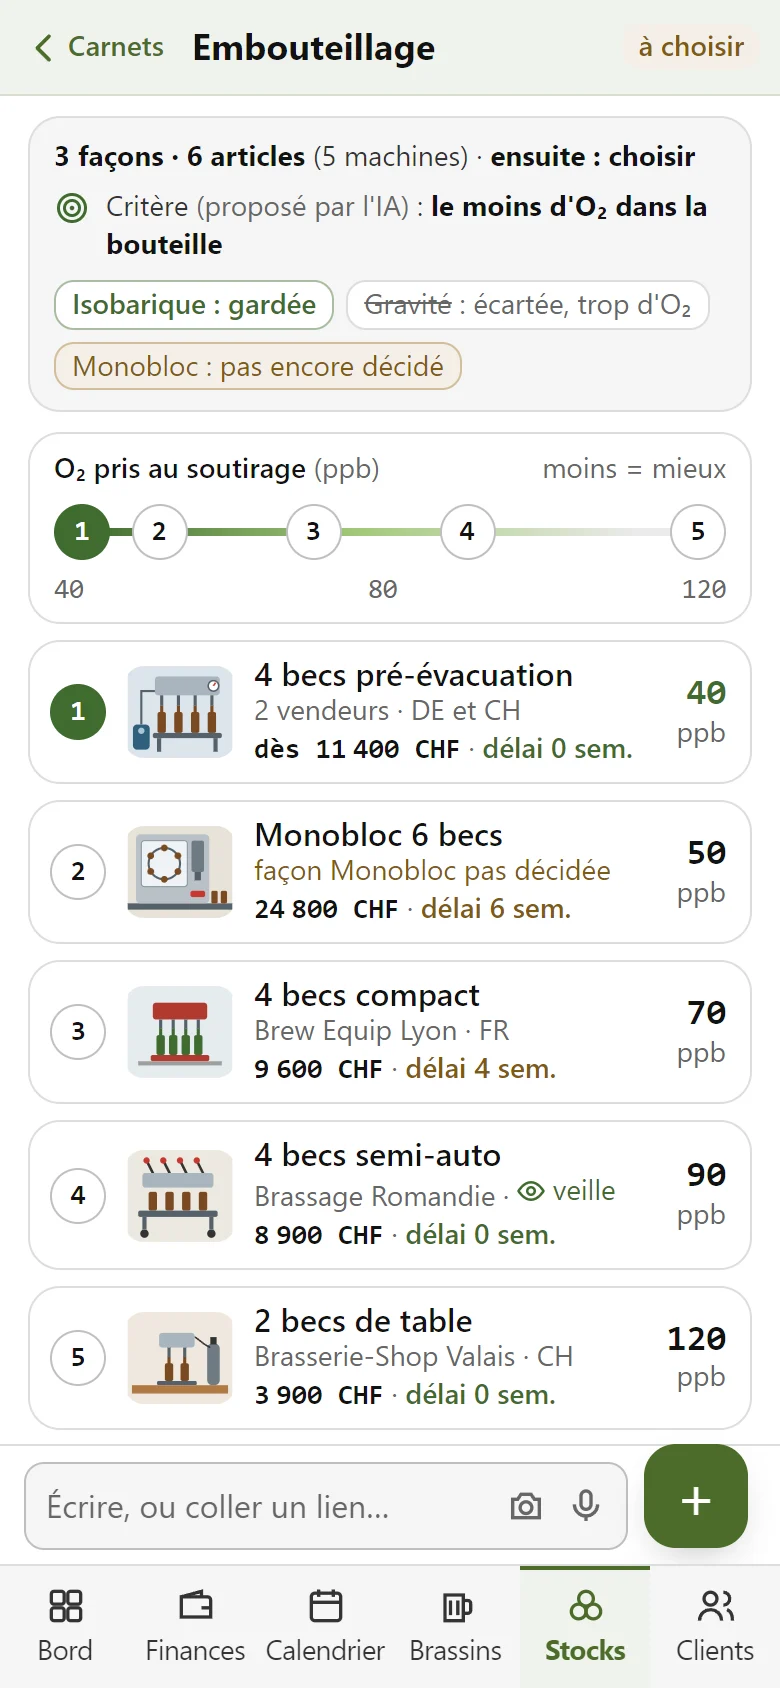 Carnets Embouteillage à choisir
3 façons · 6 articles (5 machines) · ensuite : choisir
Critère (proposé par l'IA) : le moins d'O₂ dans la
bouteille
Isobarique : gardée Gravité : écartée, trop d'O₂
Monobloc : pas encore décidé
O₂ pris au soutirage (ppb) moins = mieux
1 2 3 4 5
40 80 120
1
4 becs pré-évacuation
2 vendeurs · DE et CH
dès 11 400 CHF · délai 0 sem.
40
ppb
2
Monobloc 6 becs
façon Monobloc pas décidée
24 800 CHF · délai 6 sem.
50
ppb
3
4 becs compact
Brew Equip Lyon · FR
9 600 CHF · délai 4 sem.
70
ppb
4
4 becs semi-auto
Brassage Romandie · veille
8 900 CHF · délai 0 sem.
90
ppb
5
2 becs de table
Brasserie-Shop Valais · CH
3 900 CHF · délai 0 sem.
120
ppb
Écrire, ou coller un lien...
+
Bord Finances Calendrier Brassins Stocks Clients